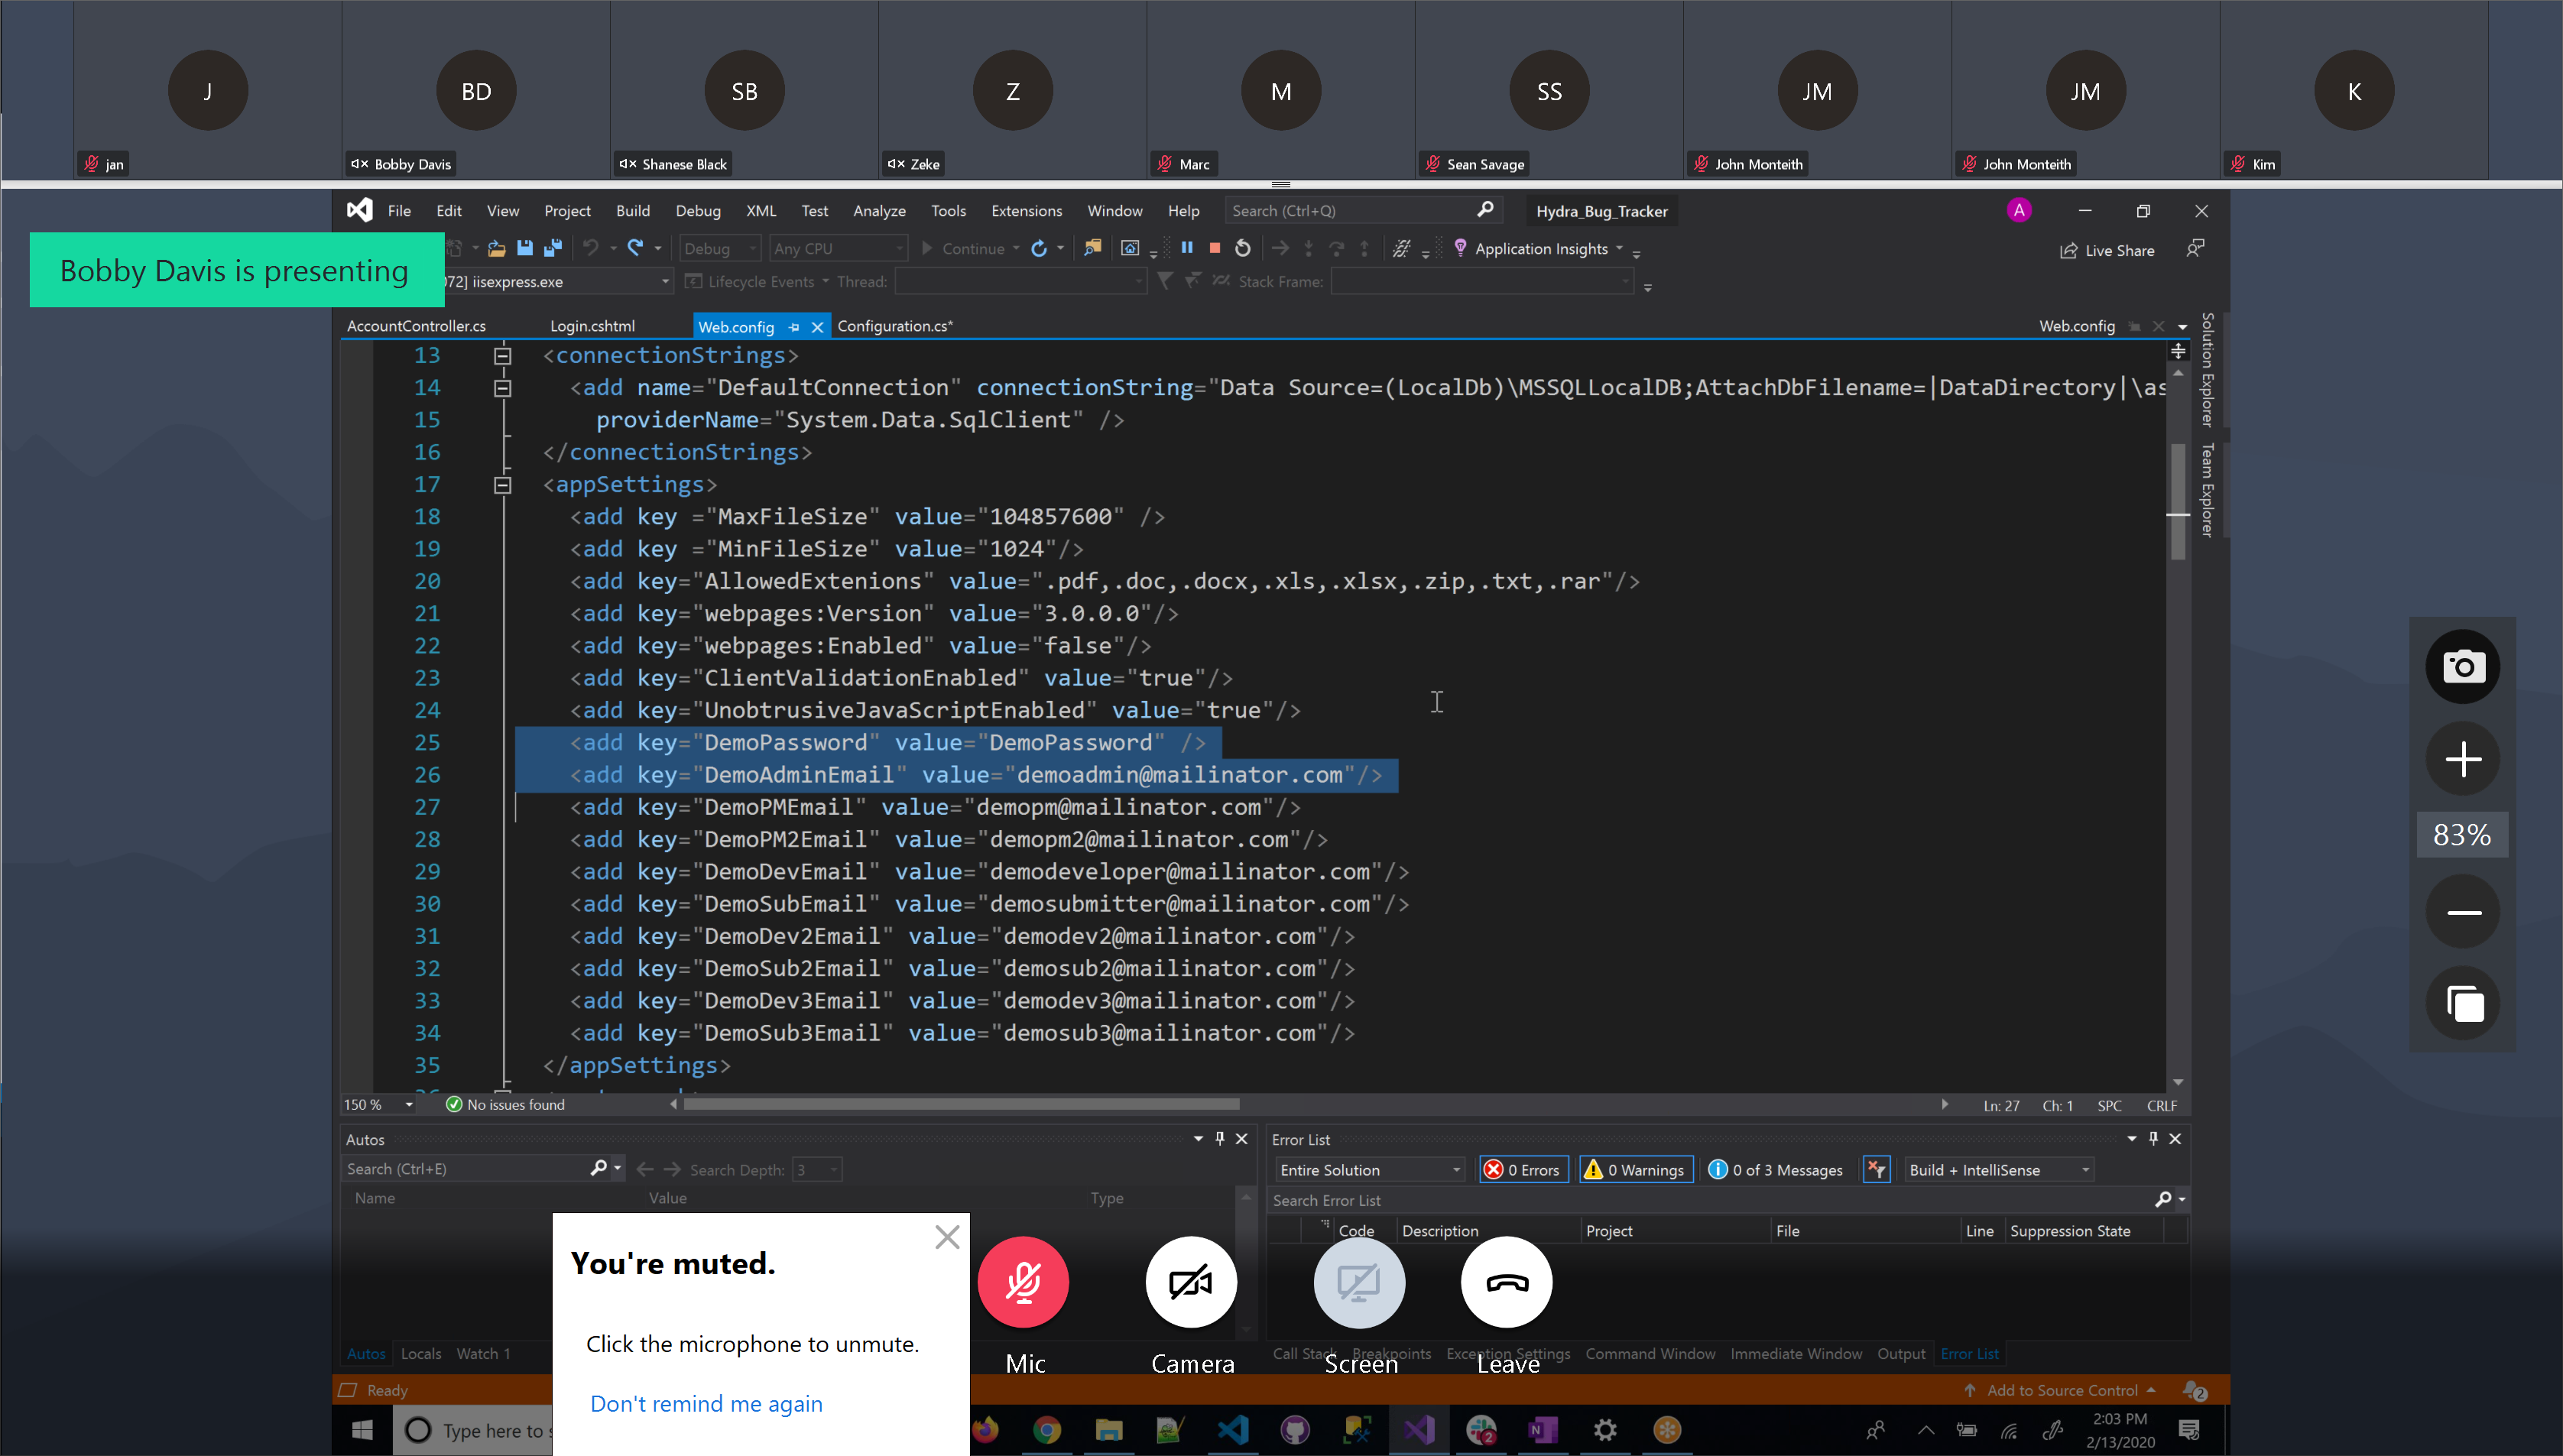 J
BD
SB
Z
M
SS
JM
JM
K
jan
Bobby Davis
Shanese Black
Zeke
Marc
Sean Savage
John Monteith
John Monteith
Kim
File Edit View Project Build Debug XML Test Analyze Tools Extensions Window Help Search (Ctrl+Q) Hydra_Bug_Tracker A
Bobby Davis is presenting
Debug Any CPU Continue Application Insights Live Share
iisexpress.exe Lifecycle Events Thread: Stack Frame:
AccountController.cs Login.cshtml Web.config Configuration.cs* Web.config
Solution Explorer
Team Explorer
13 <connectionStrings>
14 <add name="DefaultConnection" connectionString="Data Source=(LocalDb)\MSSQLLocalDB;AttachDbFilename=|DataDirectory|\as
15 providerName="System.Data.SqlClient" />
16 </connectionStrings>
17 <appSettings>
18 <add key ="MaxFileSize" value="104857600" />
19 <add key ="MinFileSize" value="1024"/>
20 <add key="AllowedExtenions" value=".pdf,.doc,.docx,.xls,.xlsx,.zip,.txt,.rar"/>
21 <add key="webpages:Version" value="3.0.0.0"/>
22 <add key="webpages:Enabled" value="false"/>
23 <add key="ClientValidationEnabled" value="true"/>
24 <add key="UnobtrusiveJavaScriptEnabled" value="true"/>
25 <add key="DemoPassword" value="DemoPassword" />
26 <add key="DemoAdminEmail" value="demoadmin@mailinator.com"/>
27 <add key="DemoPMEmail" value="demopm@mailinator.com"/>
28 <add key="DemoPM2Email" value="demopm2@mailinator.com"/>
29 <add key="DemoDevEmail" value="demodeveloper@mailinator.com"/>
30 <add key="DemoSubEmail" value="demosubmitter@mailinator.com"/>
31 <add key="DemoDev2Email" value="demodev2@mailinator.com"/>
32 <add key="DemoSub2Email" value="demosub2@mailinator.com"/>
33 <add key="DemoDev3Email" value="demodev3@mailinator.com"/>
34 <add key="DemoSub3Email" value="demosub3@mailinator.com"/>
35 </appSettings>
83%
150 % No issues found Ln: 27 Ch: 1 SPC CRLF
Autos
Search (Ctrl+E) Search Depth: 3
Name Value Type
Error List
Entire Solution 0 Errors 0 Warnings 0 of 3 Messages Build + IntelliSense
Search Error List
Code Description Project File Line Suppression State
You're muted.
Click the microphone to unmute.
Don't remind me again
Mic Camera Screen Leave
Autos Locals Watch 1
Call Stack Breakpoints Exception Settings Command Window Immediate Window Output Error List
Ready Add to Source Control 2
Type here to s
2
2:03 PM
2/13/2020